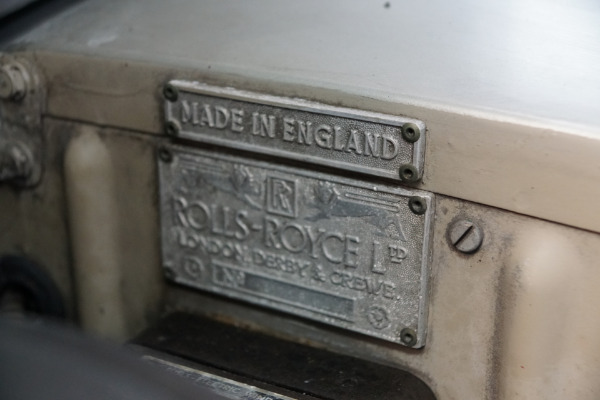 MADE IN ENGLAND
RR
ROLLS-ROYCE LTD
LONDON, DERBY & CREWE.